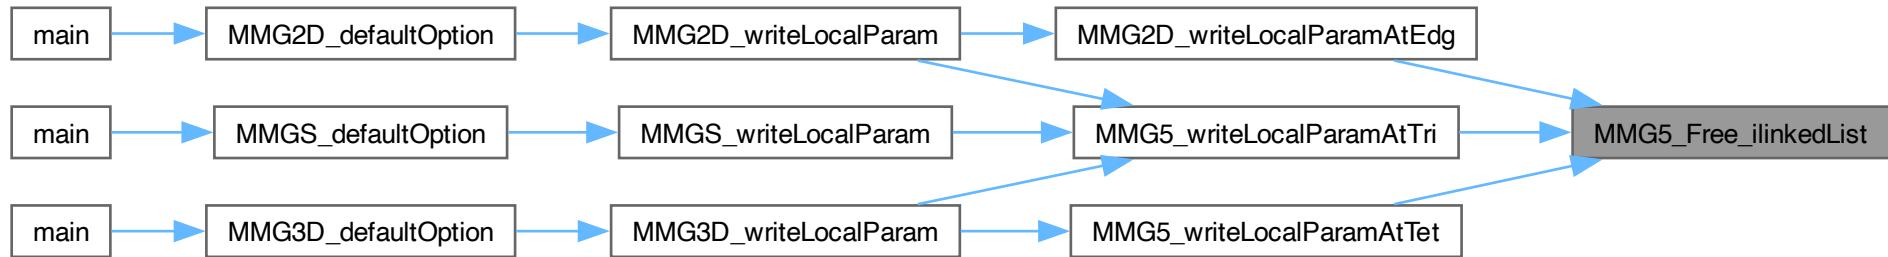 main
MMG2D_defaultOption
MMG2D_writeLocalParam
MMG2D_writeLocalParamAtEdg
main
MMGS_defaultOption
MMGS_writeLocalParam
MMG5_writeLocalParamAtTri
MMG5_Free_ilinkedList
main
MMG3D_defaultOption
MMG3D_writeLocalParam
MMG5_writeLocalParamAtTet